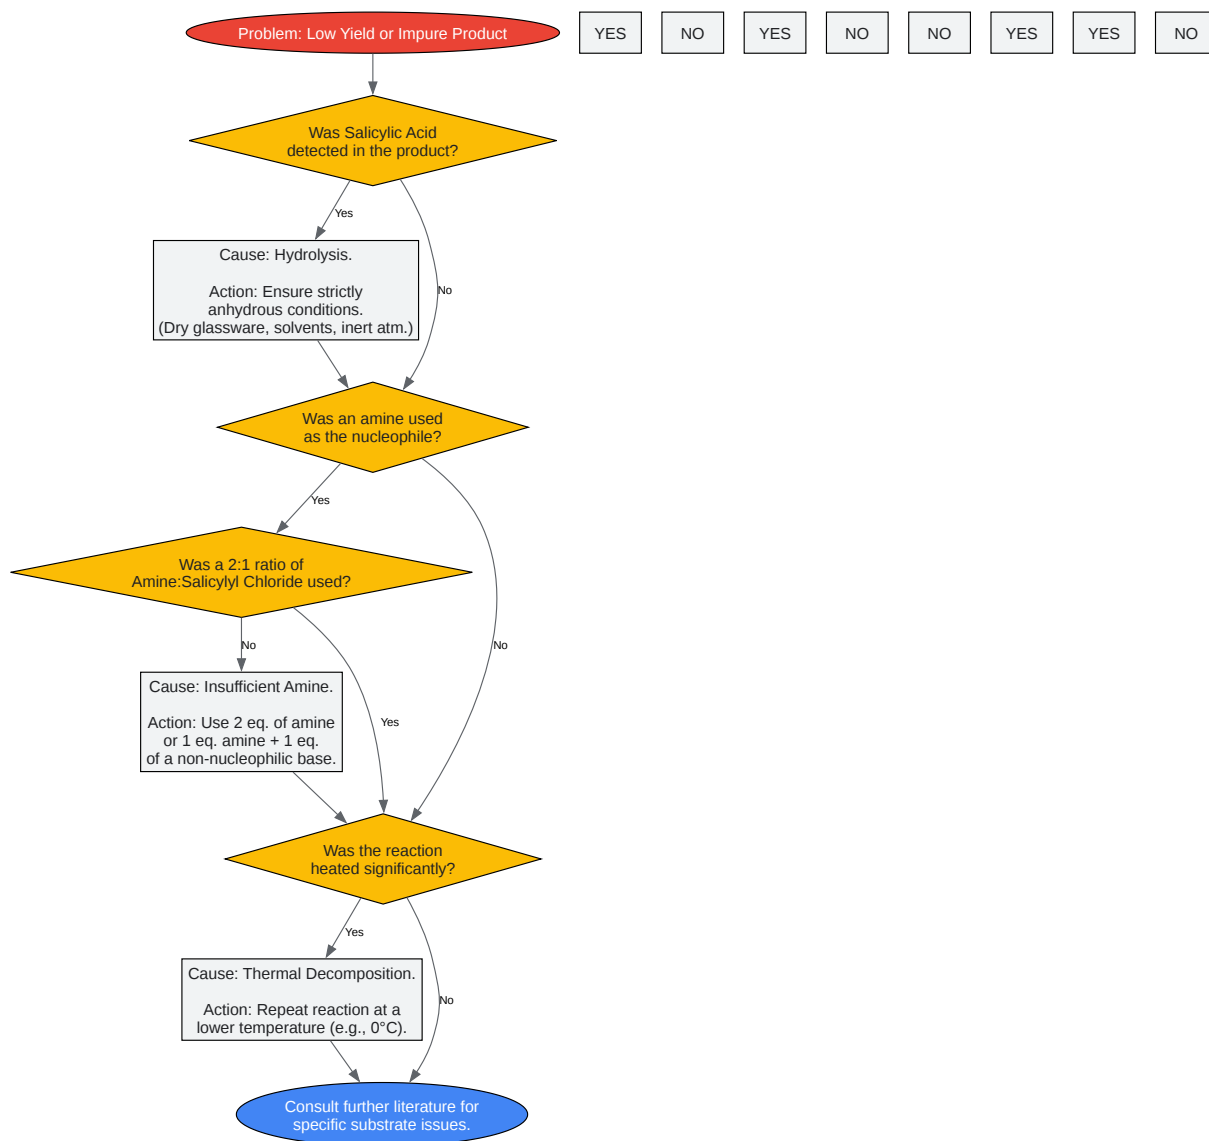 Problem: Low Yield or Impure Product
YES
NO
YES
NO
NO
YES
YES
NO
Was Salicylic Acid
detected in the product?
Yes
No
Cause: Hydrolysis.
Action: Ensure strictly
anhydrous conditions.
(Dry glassware, solvents, inert atm.)
Was an amine used
as the nucleophile?
Yes
No
Was a 2:1 ratio of
Amine:Salicylyl Chloride used?
No
Yes
Cause: Insufficient Amine.
Action: Use 2 eq. of amine
or 1 eq. amine + 1 eq.
of a non-nucleophilic base.
Was the reaction
heated significantly?
Yes
No
Cause: Thermal Decomposition.
Action: Repeat reaction at a
lower temperature (e.g., 0°C).
Consult further literature for
specific substrate issues.